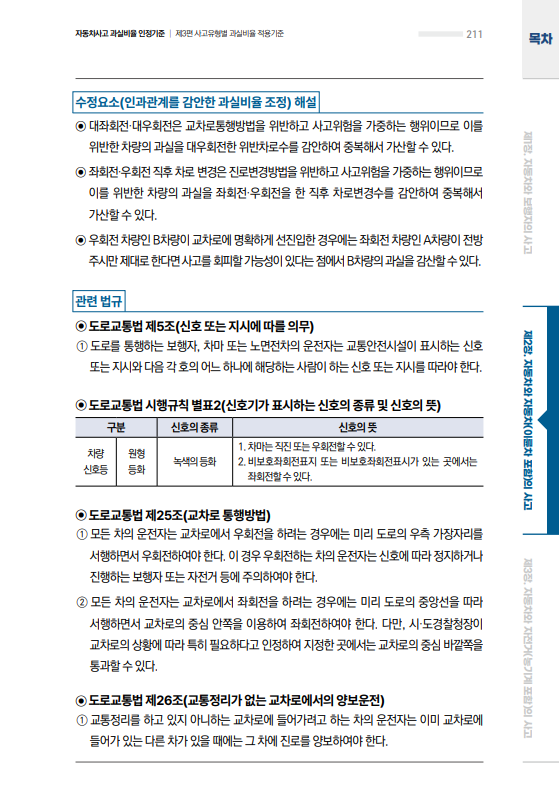 자동차사고 과실비율 인정기준 | 제3편 사고유형별 과실비율 적용기준
211
목차
수정요소(인과관계를 감안한 과실비율 조정) 해설
◉ 대좌회전·대우회전은 교차로통행방법을 위반하고 사고위험을 가중하는 행위이므로 이를
위반한 차량의 과실을 대우회전한 위반차로수를 감안하여 중복해서 가산할 수 있다.
◉ 좌회전·우회전 직후 차로 변경은 진로변경방법을 위반하고 사고위험을 가중하는 행위이므로
이를 위반한 차량의 과실을 좌회전·우회전을 한 직후 차로변경수를 감안하여 중복해서
가산할 수 있다.
◉ 우회전 차량인 B차량이 교차로에 명확하게 선진입한 경우에는 좌회전 차량인 A차량이 전방
주시만 제대로 한다면 사고를 회피할 가능성이 있다는 점에서 B차량의 과실을 감산할 수 있다.
관련 법규
◉ 도로교통법 제5조(신호 또는 지시에 따를 의무)
① 도로를 통행하는 보행자, 차마 또는 노면전차의 운전자는 교통안전시설이 표시하는 신호
또는 지시와 다음 각 호의 어느 하나에 해당하는 사람이 하는 신호 또는 지시를 따라야 한다.
◉ 도로교통법 시행규칙 별표2(신호기가 표시하는 신호의 종류 및 신호의 뜻)
구분 신호의 종류 신호의 뜻
차량 신호등 원형 등화 녹색의 등화
1. 차마는 직진 또는 우회전할 수 있다.
2. 비보호좌회전표지 또는 비보호좌회전표시가 있는 곳에서는
좌회전할 수 있다.
◉ 도로교통법 제25조(교차로 통행방법)
① 모든 차의 운전자는 교차로에서 우회전을 하려는 경우에는 미리 도로의 우측 가장자리를
서행하면서 우회전하여야 한다. 이 경우 우회전하는 차의 운전자는 신호에 따라 정지하거나
진행하는 보행자 또는 자전거 등에 주의하여야 한다.
② 모든 차의 운전자는 교차로에서 좌회전을 하려는 경우에는 미리 도로의 중앙선을 따라
서행하면서 교차로의 중심 안쪽을 이용하여 좌회전하여야 한다. 다만, 시·도경찰청장이
교차로의 상황에 따라 특히 필요하다고 인정하여 지정한 곳에서는 교차로의 중심 바깥쪽을
통과할 수 있다.
◉ 도로교통법 제26조(교통정리가 없는 교차로에서의 양보운전)
① 교통정리를 하고 있지 아니하는 교차로에 들어가려고 하는 차의 운전자는 이미 교차로에
들어가 있는 다른 차가 있을 때에는 그 차에 진로를 양보하여야 한다.
제1장. 자동차와 보행자의 사고
제2장. 자동차와 자동차(이륜차 포함)의 사고
제3장. 자동차와 자전거(농기계 포함)의 사고